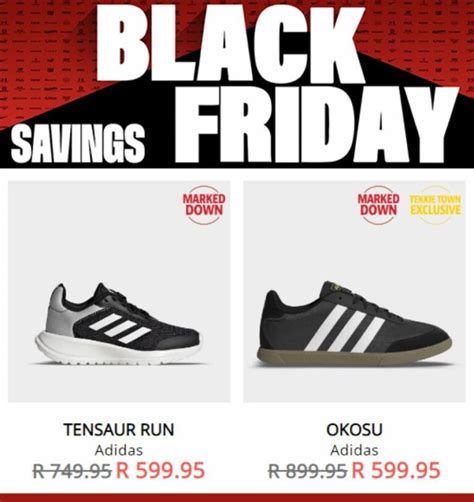 BLACK
SAVINGS FRIDAY
MARKED
DOWN
MARKED
DOWN
TEKKIE TOWN
EXCLUSIVE
TENSAUR RUN
Adidas
R 749.95 R 599.95
OKOSU
Adidas
R 899.95 R 599.95